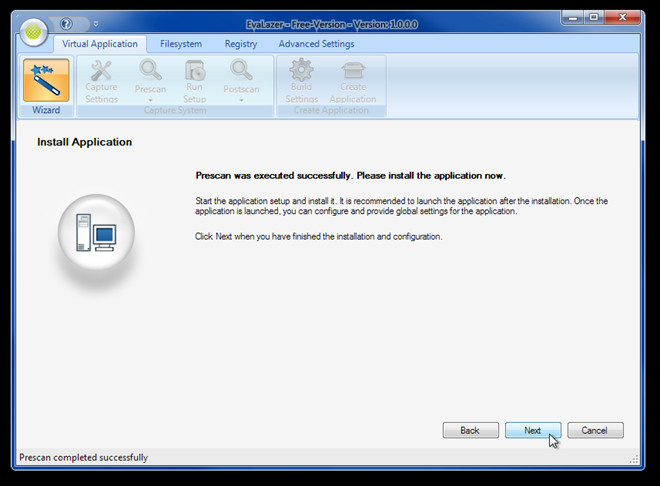 EvaLazer - Free-Version - Version: 1.0.0.0
Virtual Application Filesystem Registry Advanced Settings
Wizard
Capture Settings
Prescan
Run Setup
Postscan
Build Settings
Create Application
Capture System
Create Application
Install Application
Prescan was executed successfully. Please install the application now.
Start the application setup and install it. It is recommended to launch the application after the installation. Once the
application is launched, you can configure and provide global settings for the application.
Click Next when you have finished the installation and configuration.
Back Next Cancel
Prescan completed successfully